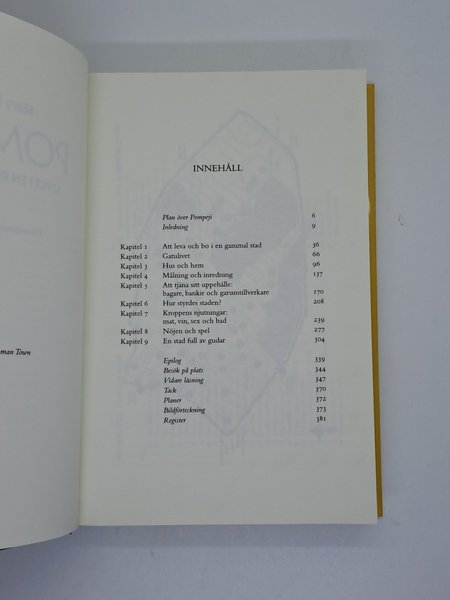 INNEHÅLL
Plan över Pompeji 6
Inledning 9
Kapitel 1 Att leva och bo i en gammal stad 36
Kapitel 2 Gatulivet 66
Kapitel 3 Hus och hem 96
Kapitel 4 Målning och inredning 137
Kapitel 5 Att tjäna sitt uppehälle:
bagare, bankir och garumtillverkare 170
Kapitel 6 Hur styrdes staden? 208
Kapitel 7 Kroppens njutningar:
mat, vin, sex och bad 239
Kapitel 8 Nöjen och spel 277
Kapitel 9 En stad full av gudar 304
Epilog 339
Besök på plats 344
Vidare läsning 347
Tack 370
Planer 372
Bildförteckning 373
Register 381
man Town